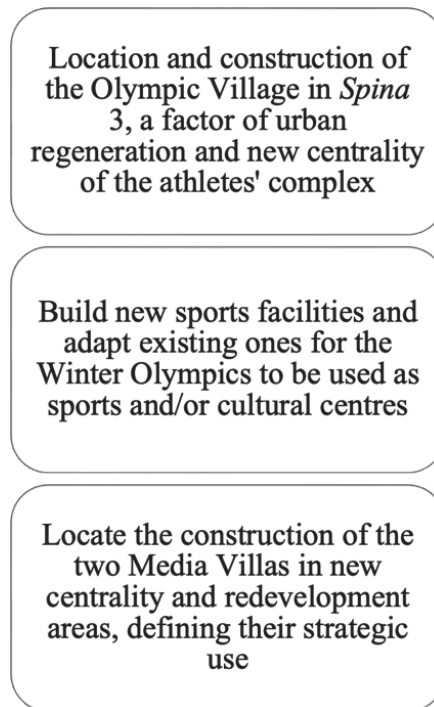 Location and construction of
the Olympic Village in Spina
3, a factor of urban
regeneration and new centrality
of the athletes' complex
Build new sports facilities and
adapt existing ones for the
Winter Olympics to be used as
sports and/or cultural centres
Locate the construction of the
two Media Villas in new
centrality and redevelopment
areas, defining their strategic
use